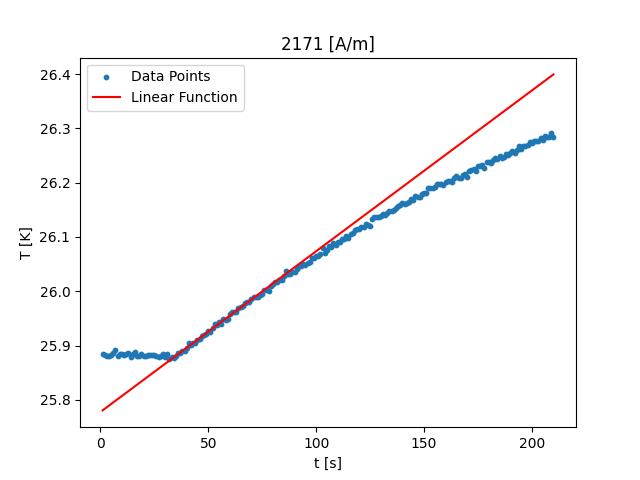 2171 [A/m]
Data Points
Linear Function
26.4
26.3
26.2
26.1
26.0
25.9
25.8
T [K]
0 50 100 150 200
t [s]